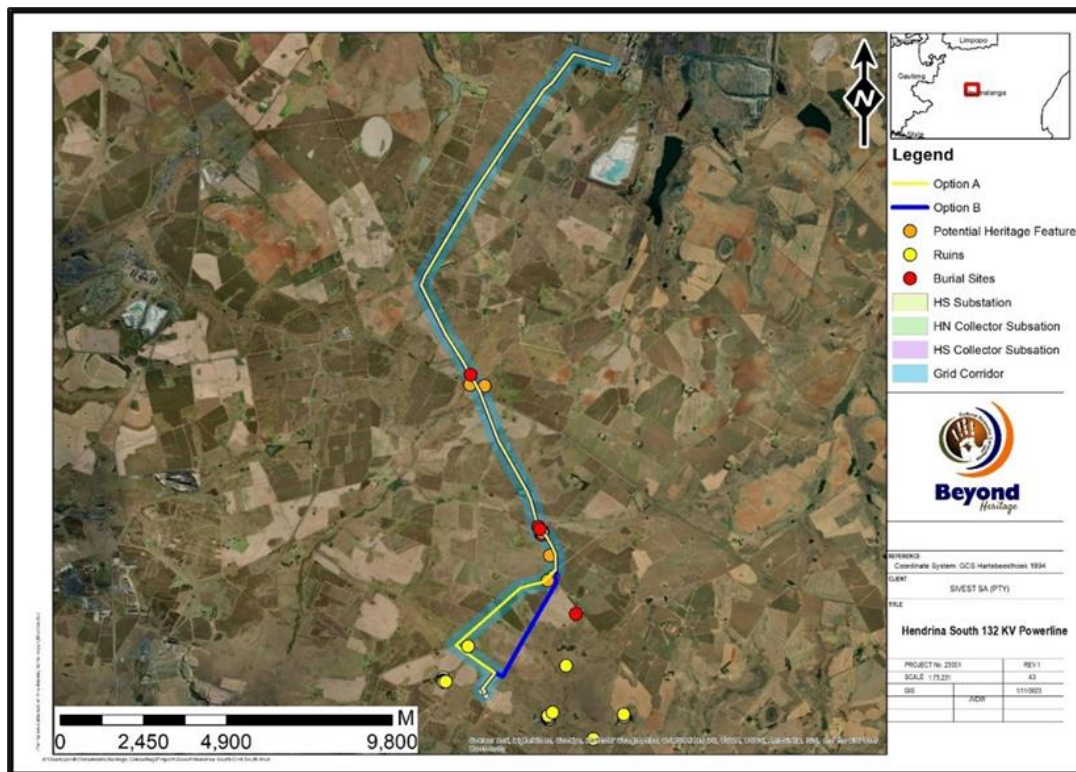 Limpopo
Gauteng
N
Legend
Option A
Option B
Potential Heritage Feature
Ruins
Burial Sites
HS Substation
HN Collector Subsation
HS Collector Subsation
Grid Corridor
Beyond
Heritage
REFERENCE
Coordinate System: GCS Hartebeesthoek 1994
CLIENT
SIVEST SA (PTY)
TITLE
Hendrina South 132 KV Powerline
PROJECT No. 23001
REV 1
SCALE 1:75,231
A3
GIS
M
0
2,450
4,900
9,800